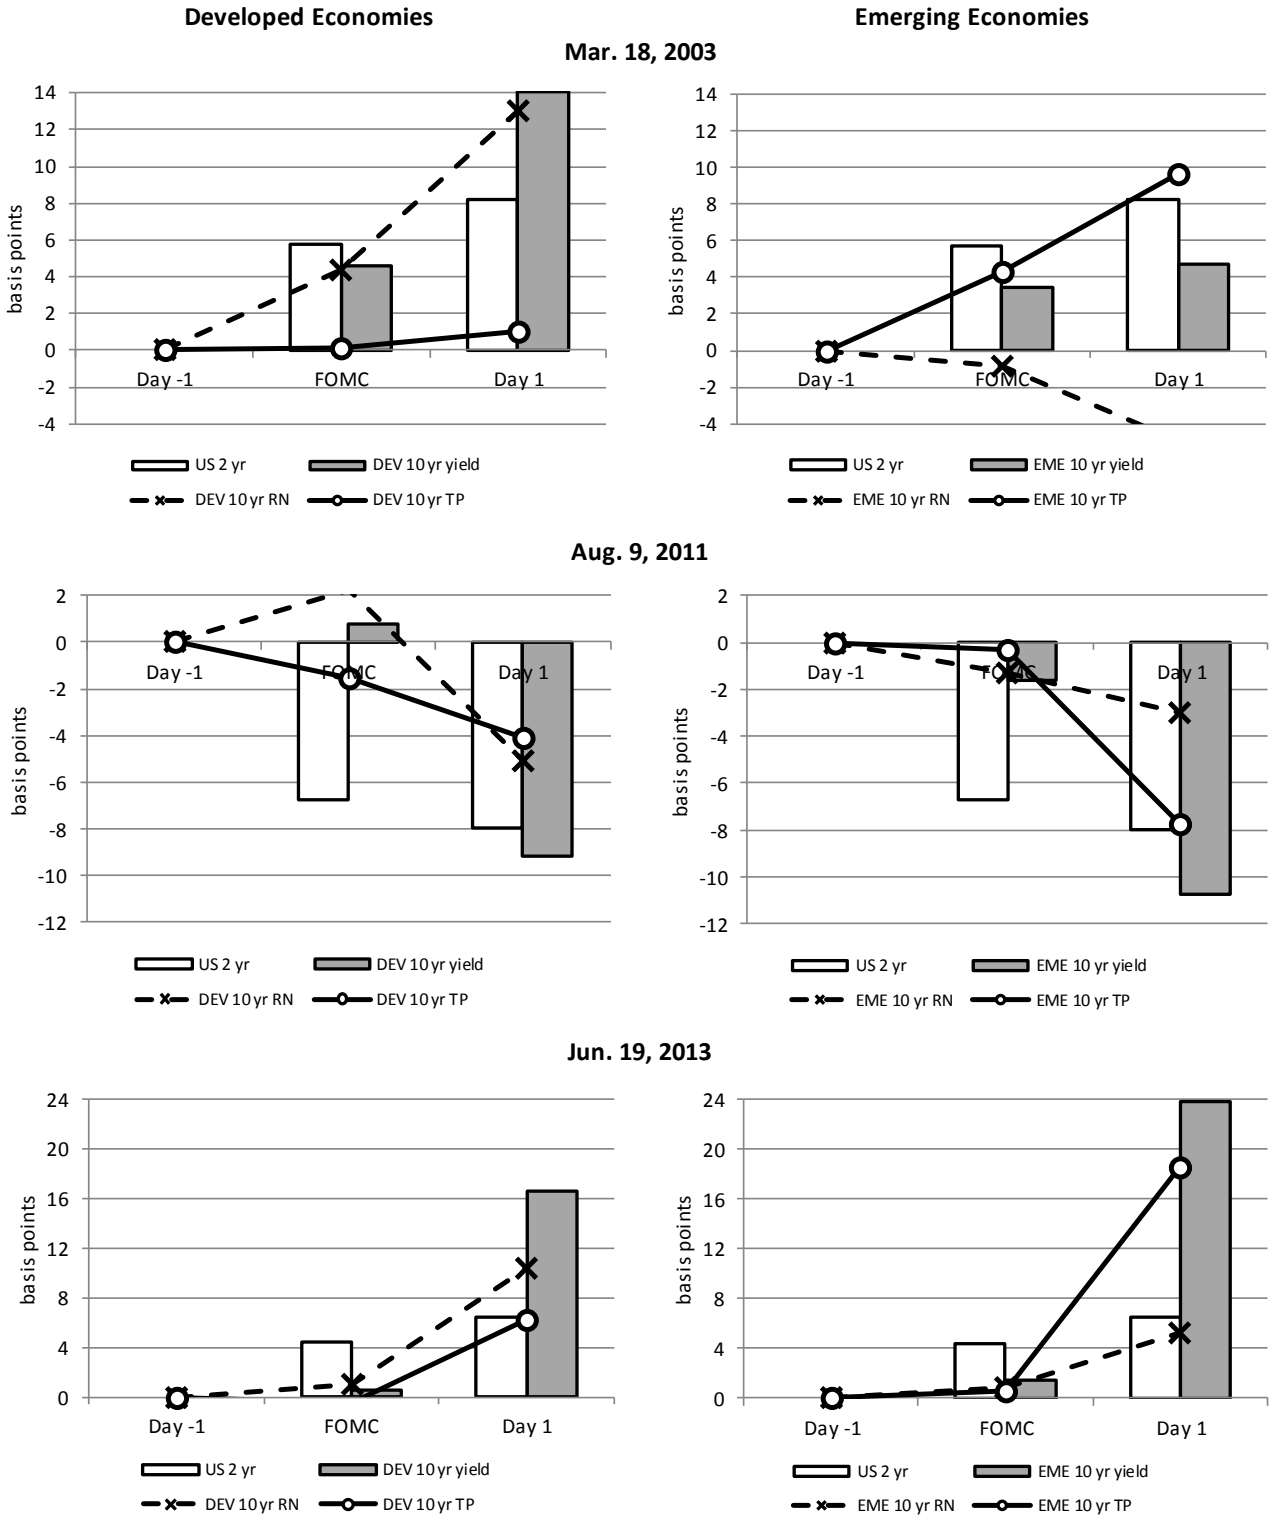 Developed Economies
Emerging Economies
Mar. 18, 2003
14
12
10
8
6
4
2
0
-2
-4
basis points
Day -1
FOMC
Day 1
US 2 yr
DEV 10 yr yield
DEV 10 yr RN
DEV 10 yr TP
14
12
10
8
6
4
2
0
-2
-4
basis points
Day -1
FOMC
Day 1
US 2 yr
EME 10 yr yield
EME 10 yr RN
EME 10 yr TP
Aug. 9, 2011
2
0
-2
-4
-6
-8
-10
-12
basis points
Day -1
FOMC
Day 1
US 2 yr
DEV 10 yr yield
DEV 10 yr RN
DEV 10 yr TP
2
0
-2
-4
-6
-8
-10
-12
basis points
Day -1
FOMC
Day 1
US 2 yr
EME 10 yr yield
EME 10 yr RN
EME 10 yr TP
Jun. 19, 2013
24
20
16
12
8
4
0
basis points
Day -1
FOMC
Day 1
US 2 yr
DEV 10 yr yield
DEV 10 yr RN
DEV 10 yr TP
24
20
16
12
8
4
0
basis points
Day -1
FOMC
Day 1
US 2 yr
EME 10 yr yield
EME 10 yr RN
EME 10 yr TP